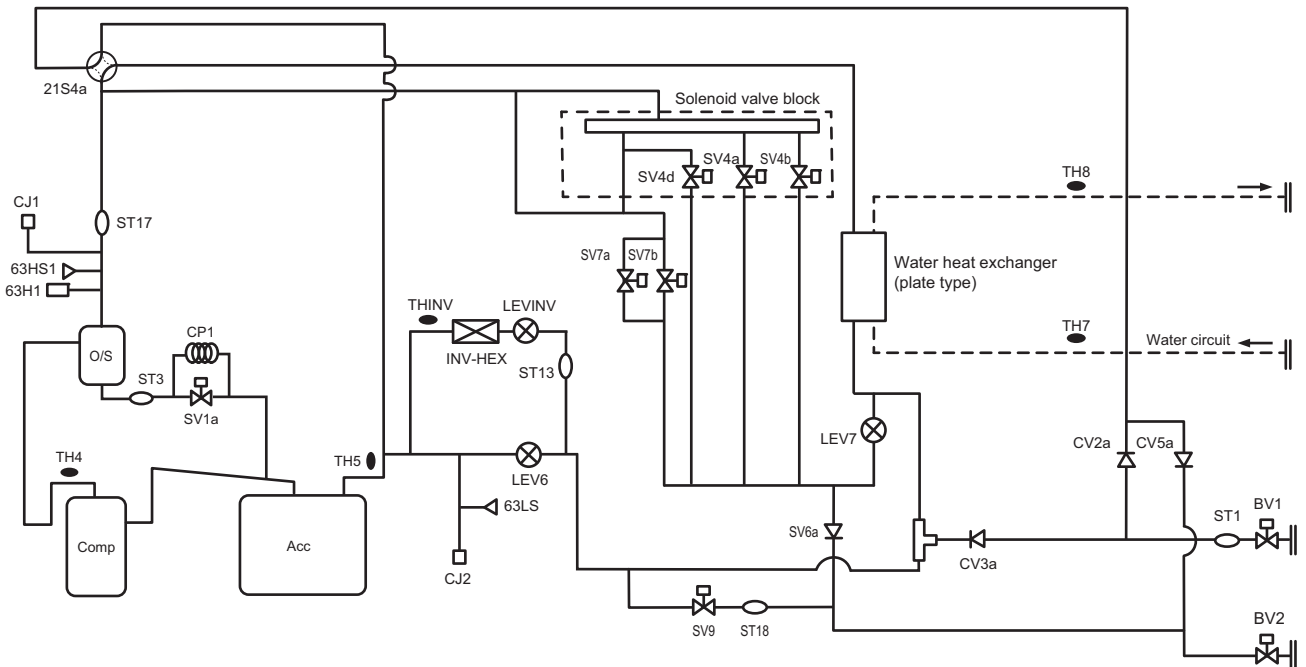 21S4a
Solenoid valve block
SV4a
SV4b
SV4d
TH8
CJ1
ST17
63HS1
63H1
SV7a
SV7b
Water heat exchanger
(plate type)
THINV
LEVINV
CP1
O/S
INV-HEX
ST13
TH7
Water circuit
ST3
SV1a
LEV7
CV2a
CV5a
TH4
TH5
LEV6
63LS
ST1
BV1
SV6a
Comp
Acc
CV3a
CJ2
SV9
ST18
BV2